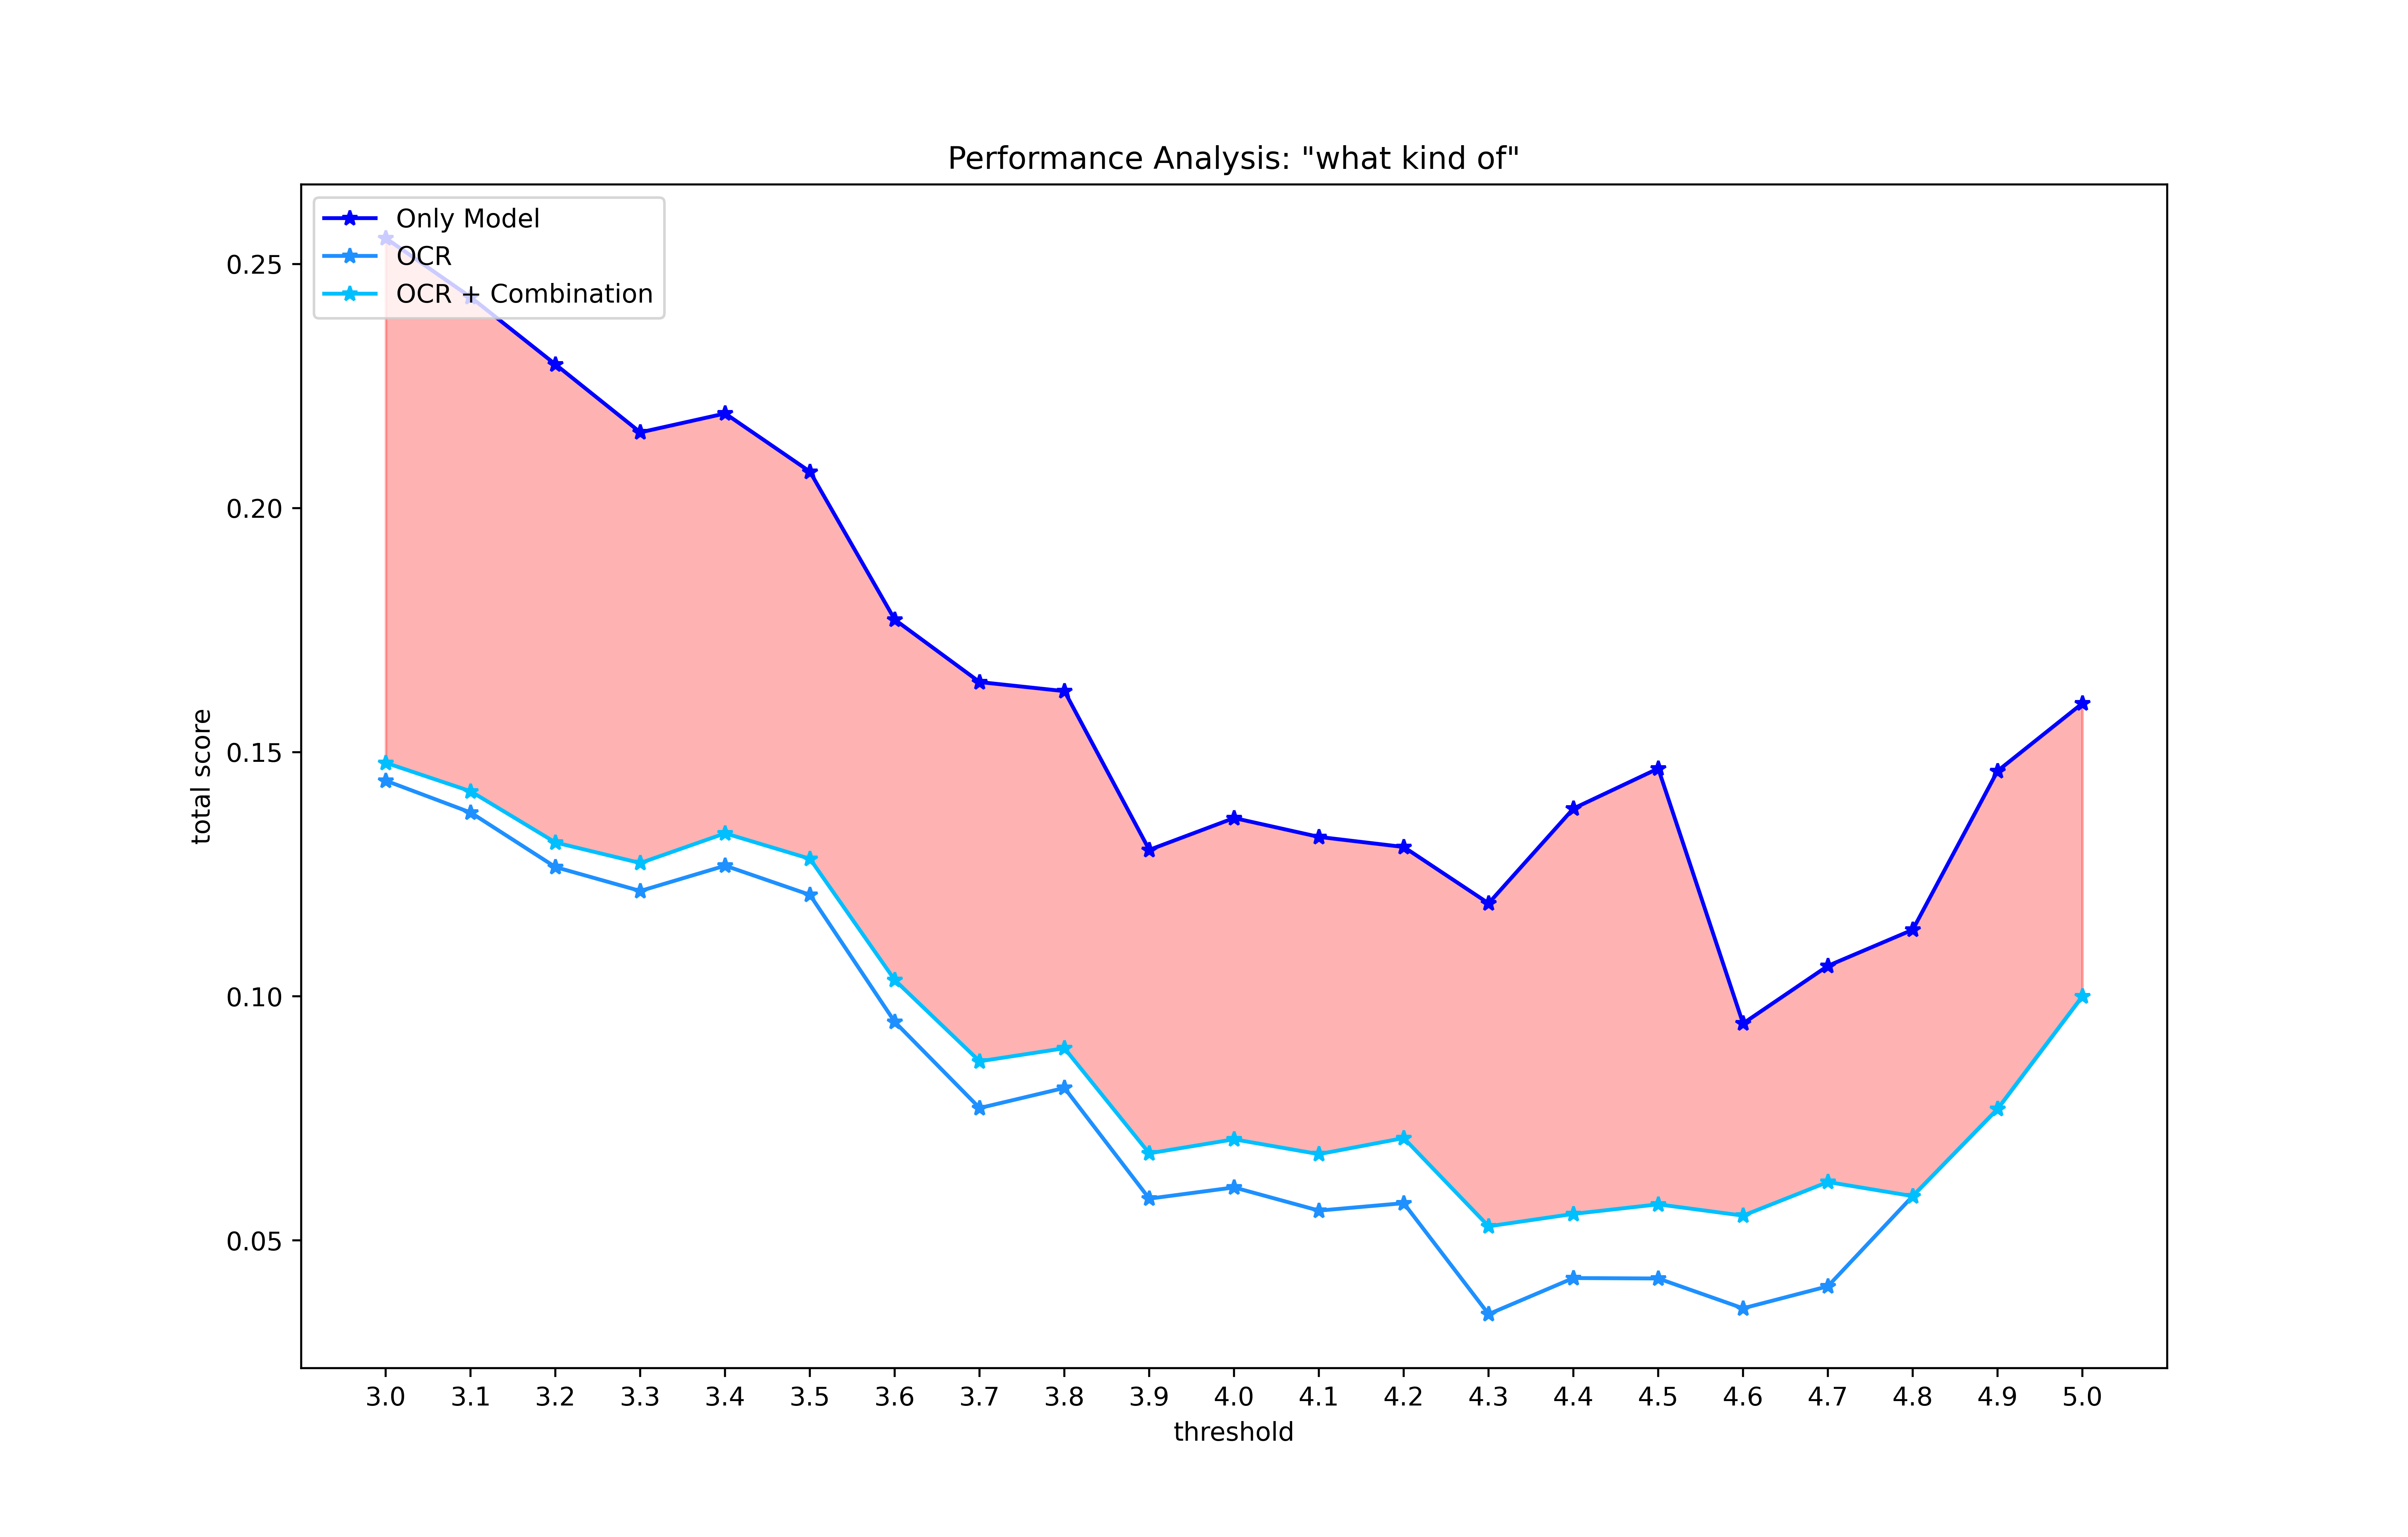 Performance Analysis: "what kind of"
Only Model
OCR
OCR + Combination
0.25
0.20
0.15
0.10
0.05
total score
3.0 3.1 3.2 3.3 3.4 3.5 3.6 3.7 3.8 3.9 4.0 4.1 4.2 4.3 4.4 4.5 4.6 4.7 4.8 4.9 5.0
threshold